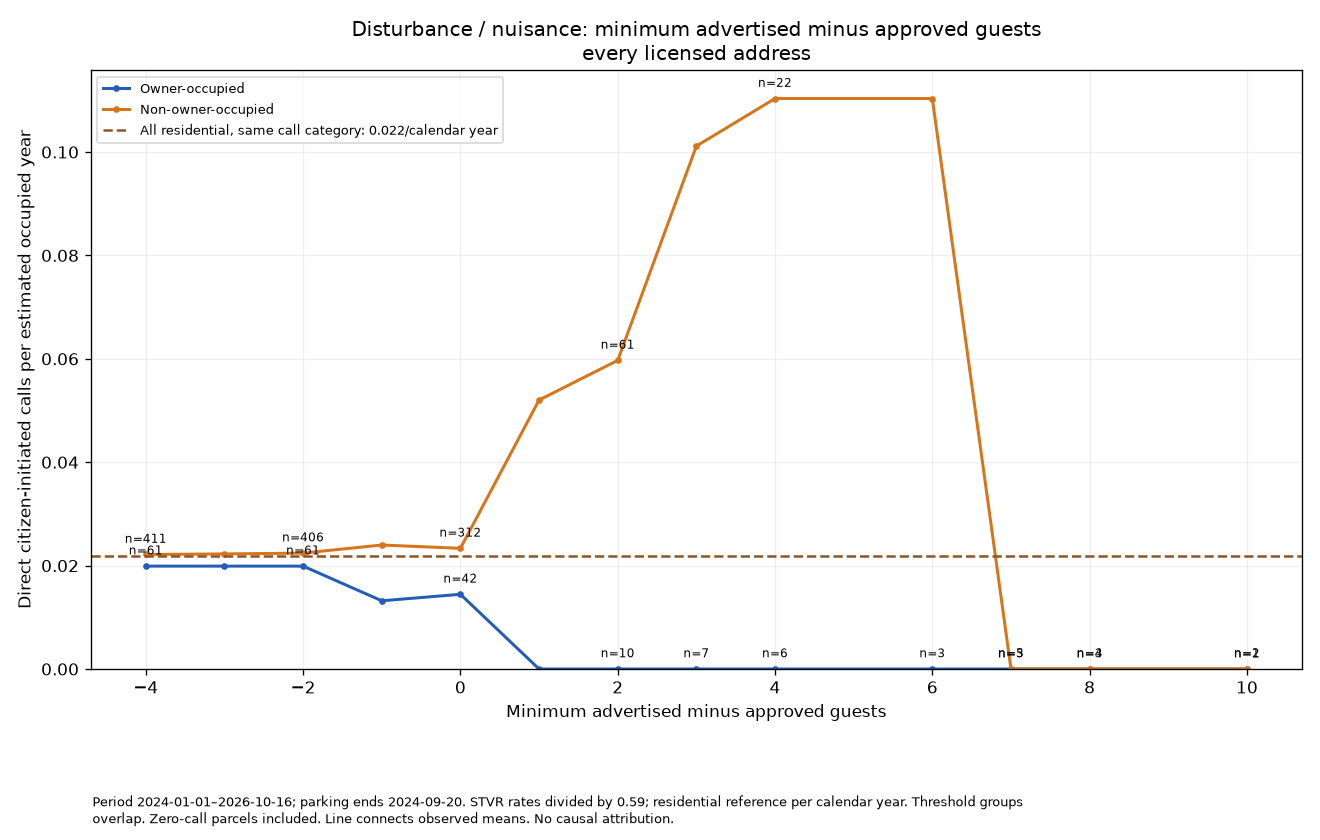 Disturbance / nuisance: minimum advertised minus approved guests
every licensed address
Direct citizen-initiated calls per estimated occupied year
Owner-occupied
Non-owner-occupied
All residential, same call category: 0.022/calendar year
0.10
0.08
0.06
0.04
0.02
0.00
n=22
n=61
n=411
n=61
n=406
n=61
n=312
n=42
n=10
n=7
n=6
n=3
−4
−2
0
2
4
6
8
10
Minimum advertised minus approved guests
Period 2024-01-01–2026-10-16; parking ends 2024-09-20. STVR rates divided by 0.59; residential reference per calendar year. Threshold groups
overlap. Zero-call parcels included. Line connects observed means. No causal attribution.